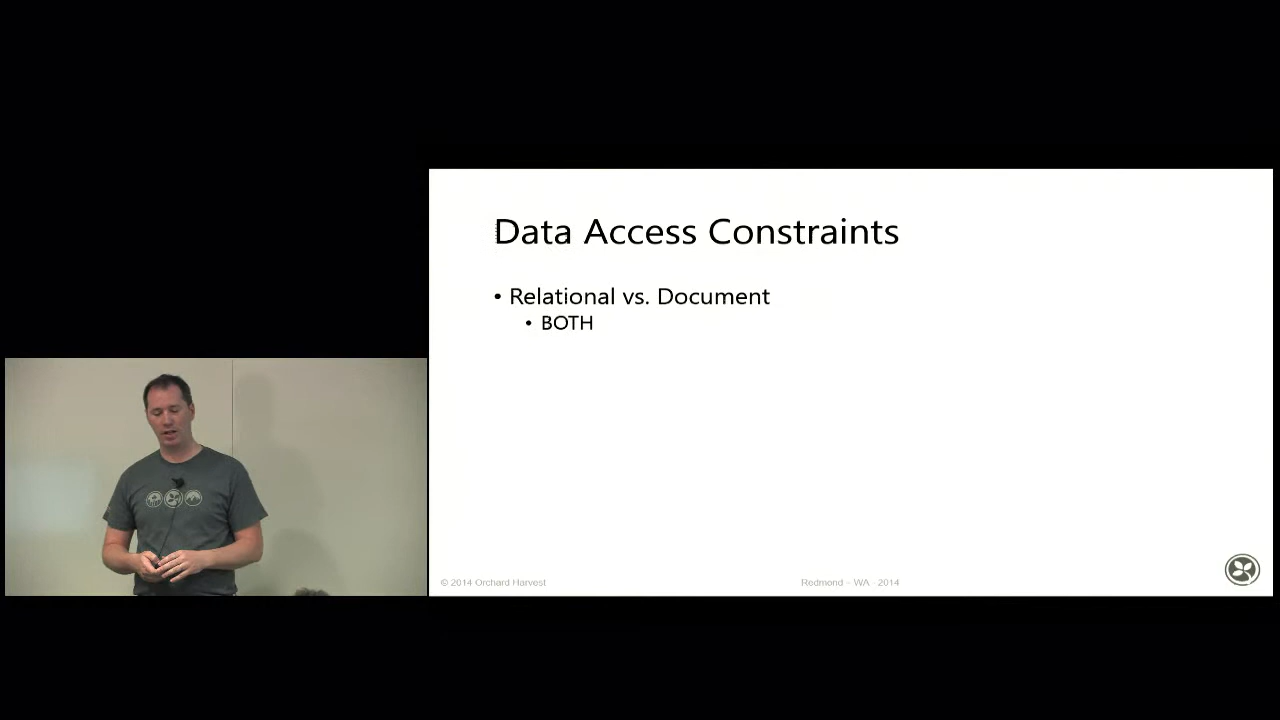 Data Access Constraints
• Relational vs. Document
• BOTH
© 2014 Orchard Harvest
Redmond - WA - 2014